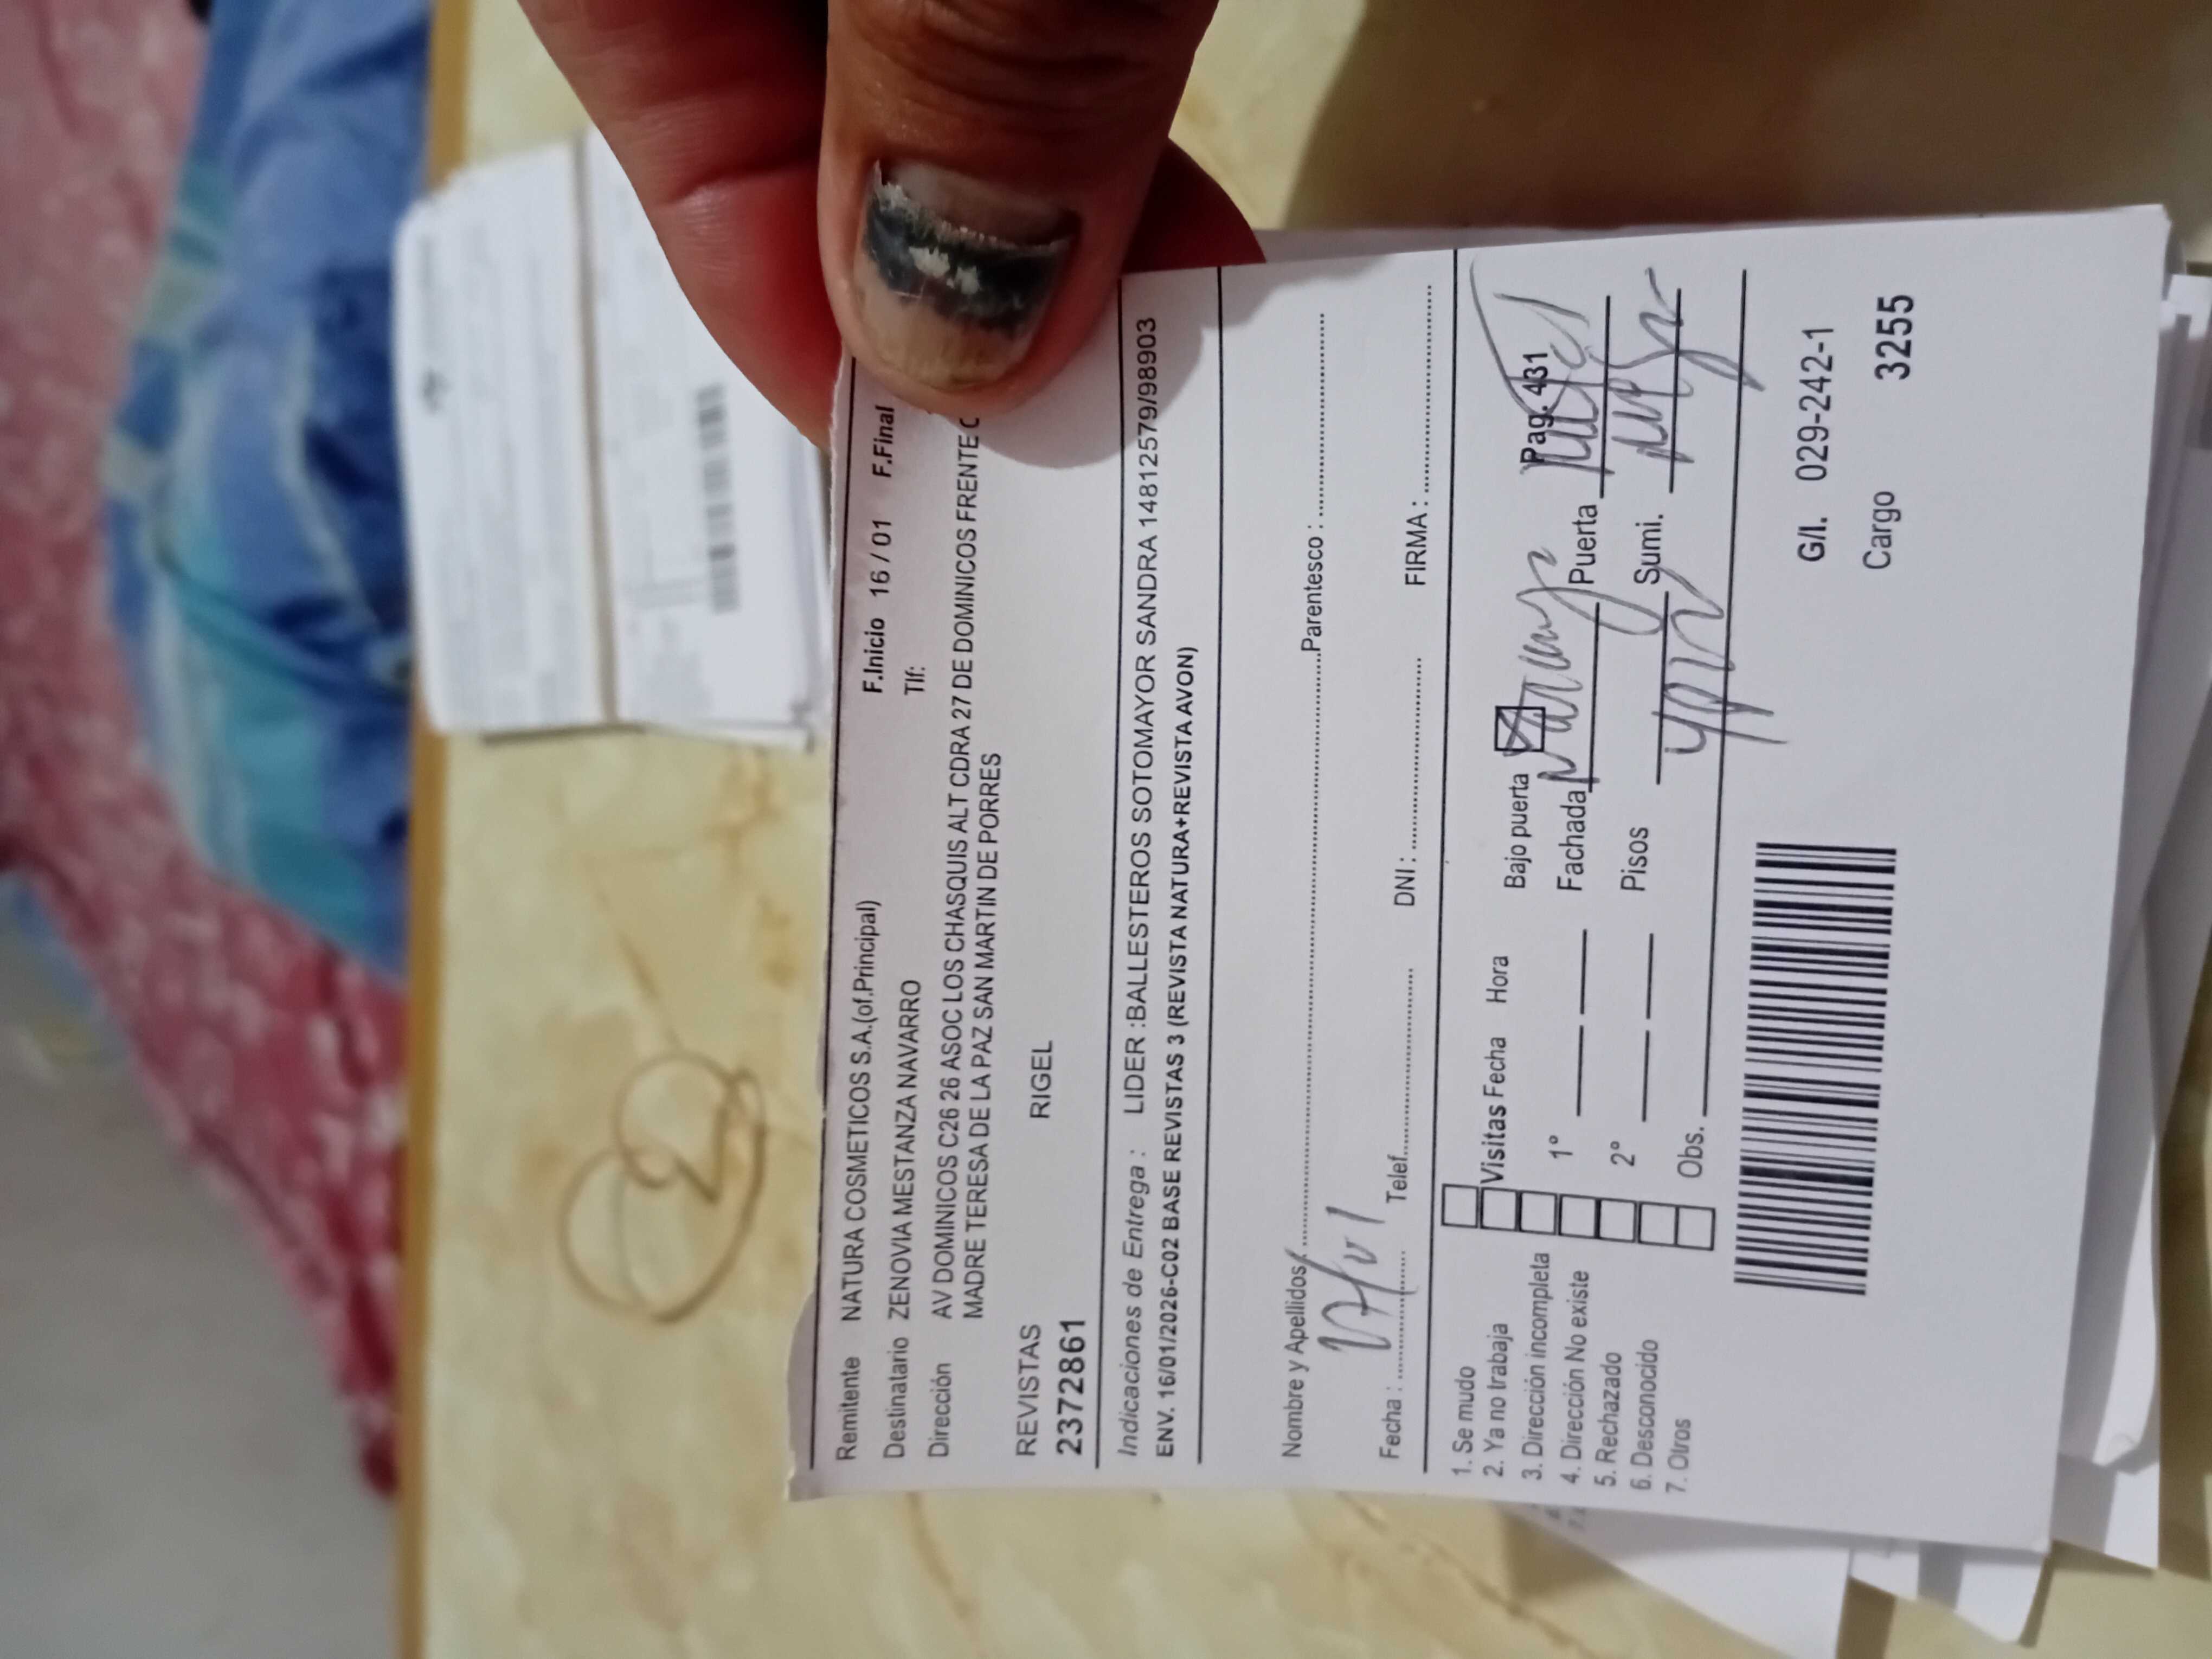 Remitente NATURA COSMETICOS S.A.(of.Principal) F.Inicio 16 / 01 F.Final
Destinatario ZENOVIA MESTANZA NAVARRO Tlf:
Dirección AV DOMINICOS C26 26 ASOC LOS CHASQUIS ALT CDRA 27 DE DOMINICOS FRENTE C
MADRE TERESA DE LA PAZ SAN MARTIN DE PORRES
REVISTAS RIGEL
2372861
Indicaciones de Entrega : LIDER :BALLESTEROS SOTOMAYOR SANDRA 14812579/98903
ENV. 16/01/2026-C02 BASE REVISTAS 3 (REVISTA NATURA+REVISTA AVON)
Nombre y Apellidos Parentesco :
Fecha : Telef. DNI : FIRMA :
1. Se mudo
2. Ya no trabaja
3. Dirección incompleta
4. Dirección No existe
5. Rechazado
6. Desconocido
7. Otros
Visitas Fecha Hora Bajo puerta Pag. 431
1° Fachada Puerta
2° Pisos Sumi.
Obs.
G/l. 029-242-1
Cargo 3255
2